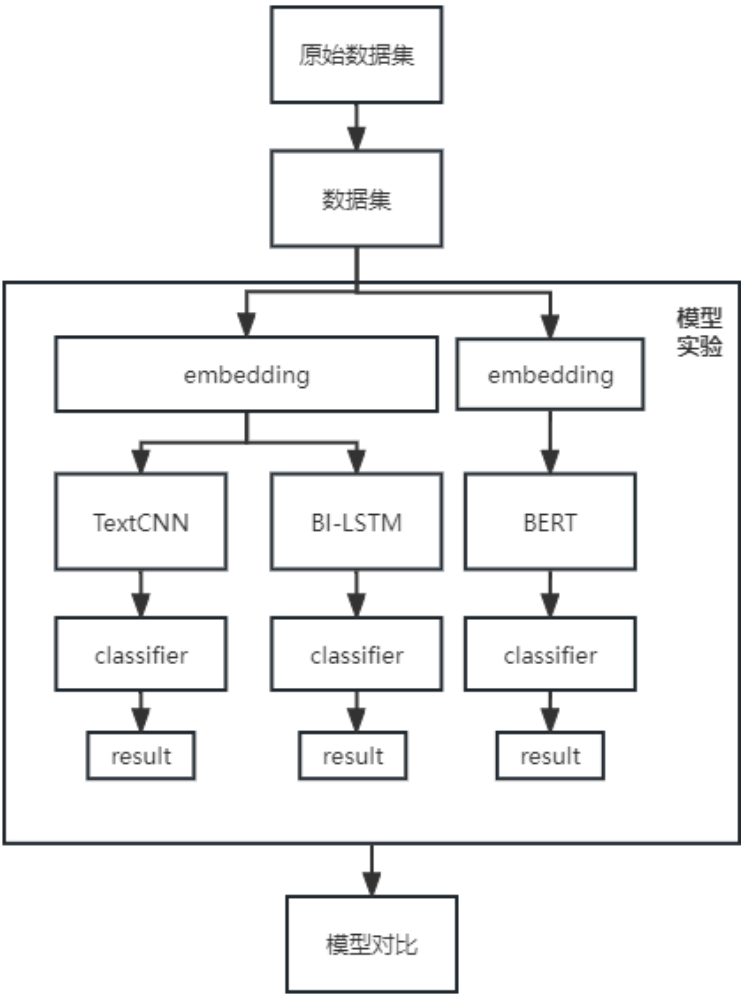 原始数据集
数据集
模型
实验
embedding
embedding
TextCNN
BI-LSTM
BERT
classifier
classifier
classifier
result
result
result
模型对比